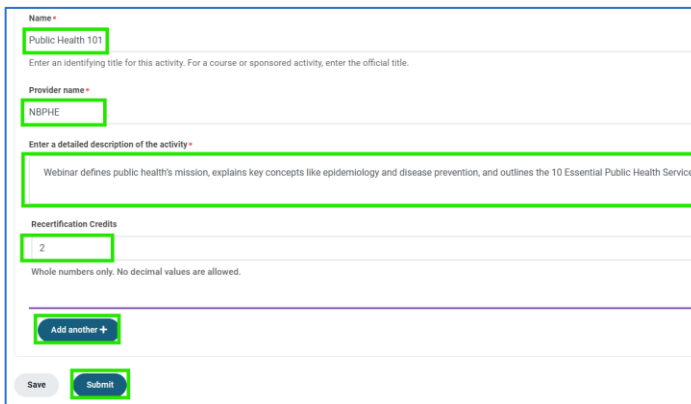 Name *
Public Health 101
Enter an identifying title for this activity. For a course or sponsored activity, enter the official title.
Provider name *
NBPHE
Enter a detailed description of the activity *
Webinar defines public health's mission, explains key concepts like epidemiology and disease prevention, and outlines the 10 Essential Public Health Service
Recertification Credits
2
Whole numbers only. No decimal values are allowed.
Add another +
Save Submit